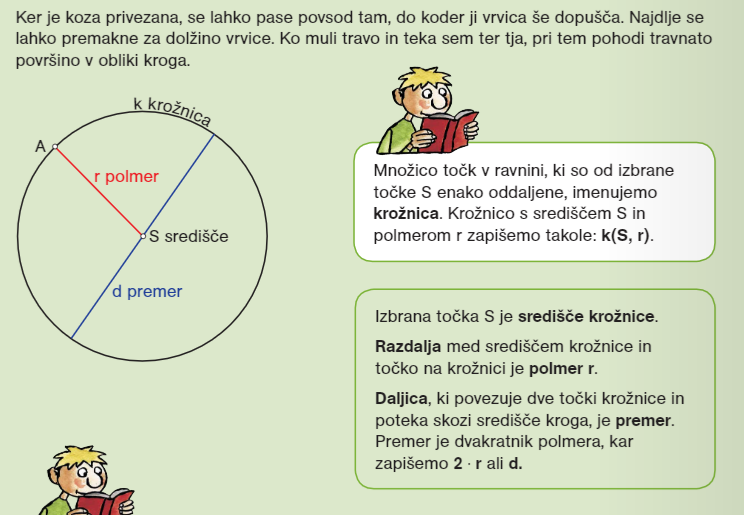 Ker je koza privezana, se lahko pase povsod tam, do koder ji vrvica še dopušča. Najdlje se
lahko premakne za dolžino vrvice. Ko muli travo in teka sem ter tja, pri tem pohodi travnato
površino v obliki kroga.
k krožnica
A
r polmer
S središče
d premer
Množico točk v ravnini, ki so od izbrane
točke S enako oddaljene, imenujemo
krožnica. Krožnico s središčem S in
polmerom r zapišemo takole: k(S, r).
Izbrana točka S je središče krožnice.
Razdalja med središčem krožnice in
točko na krožnici je polmer r.
Daljica, ki povezuje dve točki krožnice in
poteka skozi središče kroga, je premer.
Premer je dvakratnik polmera, kar
zapišemo 2 · r ali d.